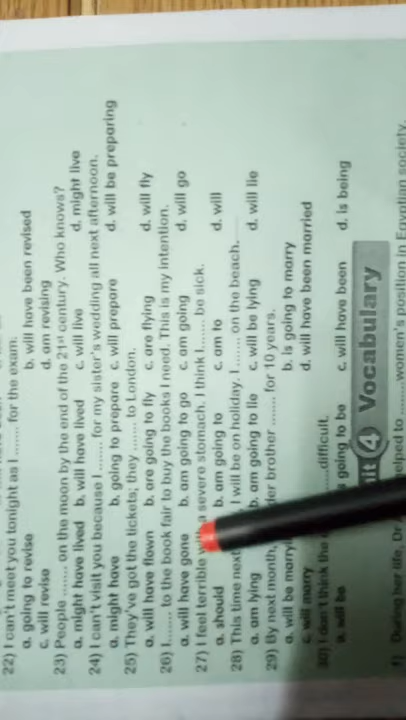 22) I can't meet you tonight as I ....... for the exam.
a. going to revise b. will have been revised
c. will revise d. am revising
23) People ....... on the moon by the end of the 21st century. Who knows?
a. might have lived b. will have lived c. will live d. might live
24) I can't visit you because I ....... for my sister's wedding all next afternoon.
a. might have b. going to prepare c. will prepare d. will be preparing
25) They've got the tickets; they ....... to London.
a. will have flown b. are going to fly c. are flying d. will fly
26) I....... to the book fair to buy the books I need. This is my intention.
a. will have gone b. am going to go c. am going d. will go
27) I feel terrible severe stomach. I think I....... be sick.
a. should b. am going to c. am to d. will
28) This time next I will be on holiday. I ....... on the beach.
a. am lying b. am going to lie c. will be lying d. will lie
29) By next month, brother ....... for 10 years.
a. will be b. is going to marry
c. will marry d. will have been married
30) I don't think the difficult.
a. will be going to be c. will have been d. is being
4 Vocabulary
During her life, Dr helped to ....... women's position in Egyptian society.